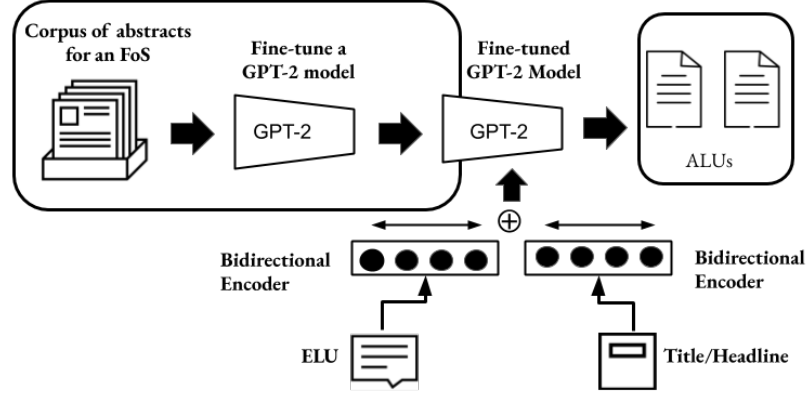 Corpus of abstracts
for an FoS
Fine-tune a
GPT-2 model
Fine-tuned
GPT-2 Model
GPT-2
GPT-2
ALUs
Bidirectional
Encoder
Bidirectional
Encoder
ELU
Title/Headline